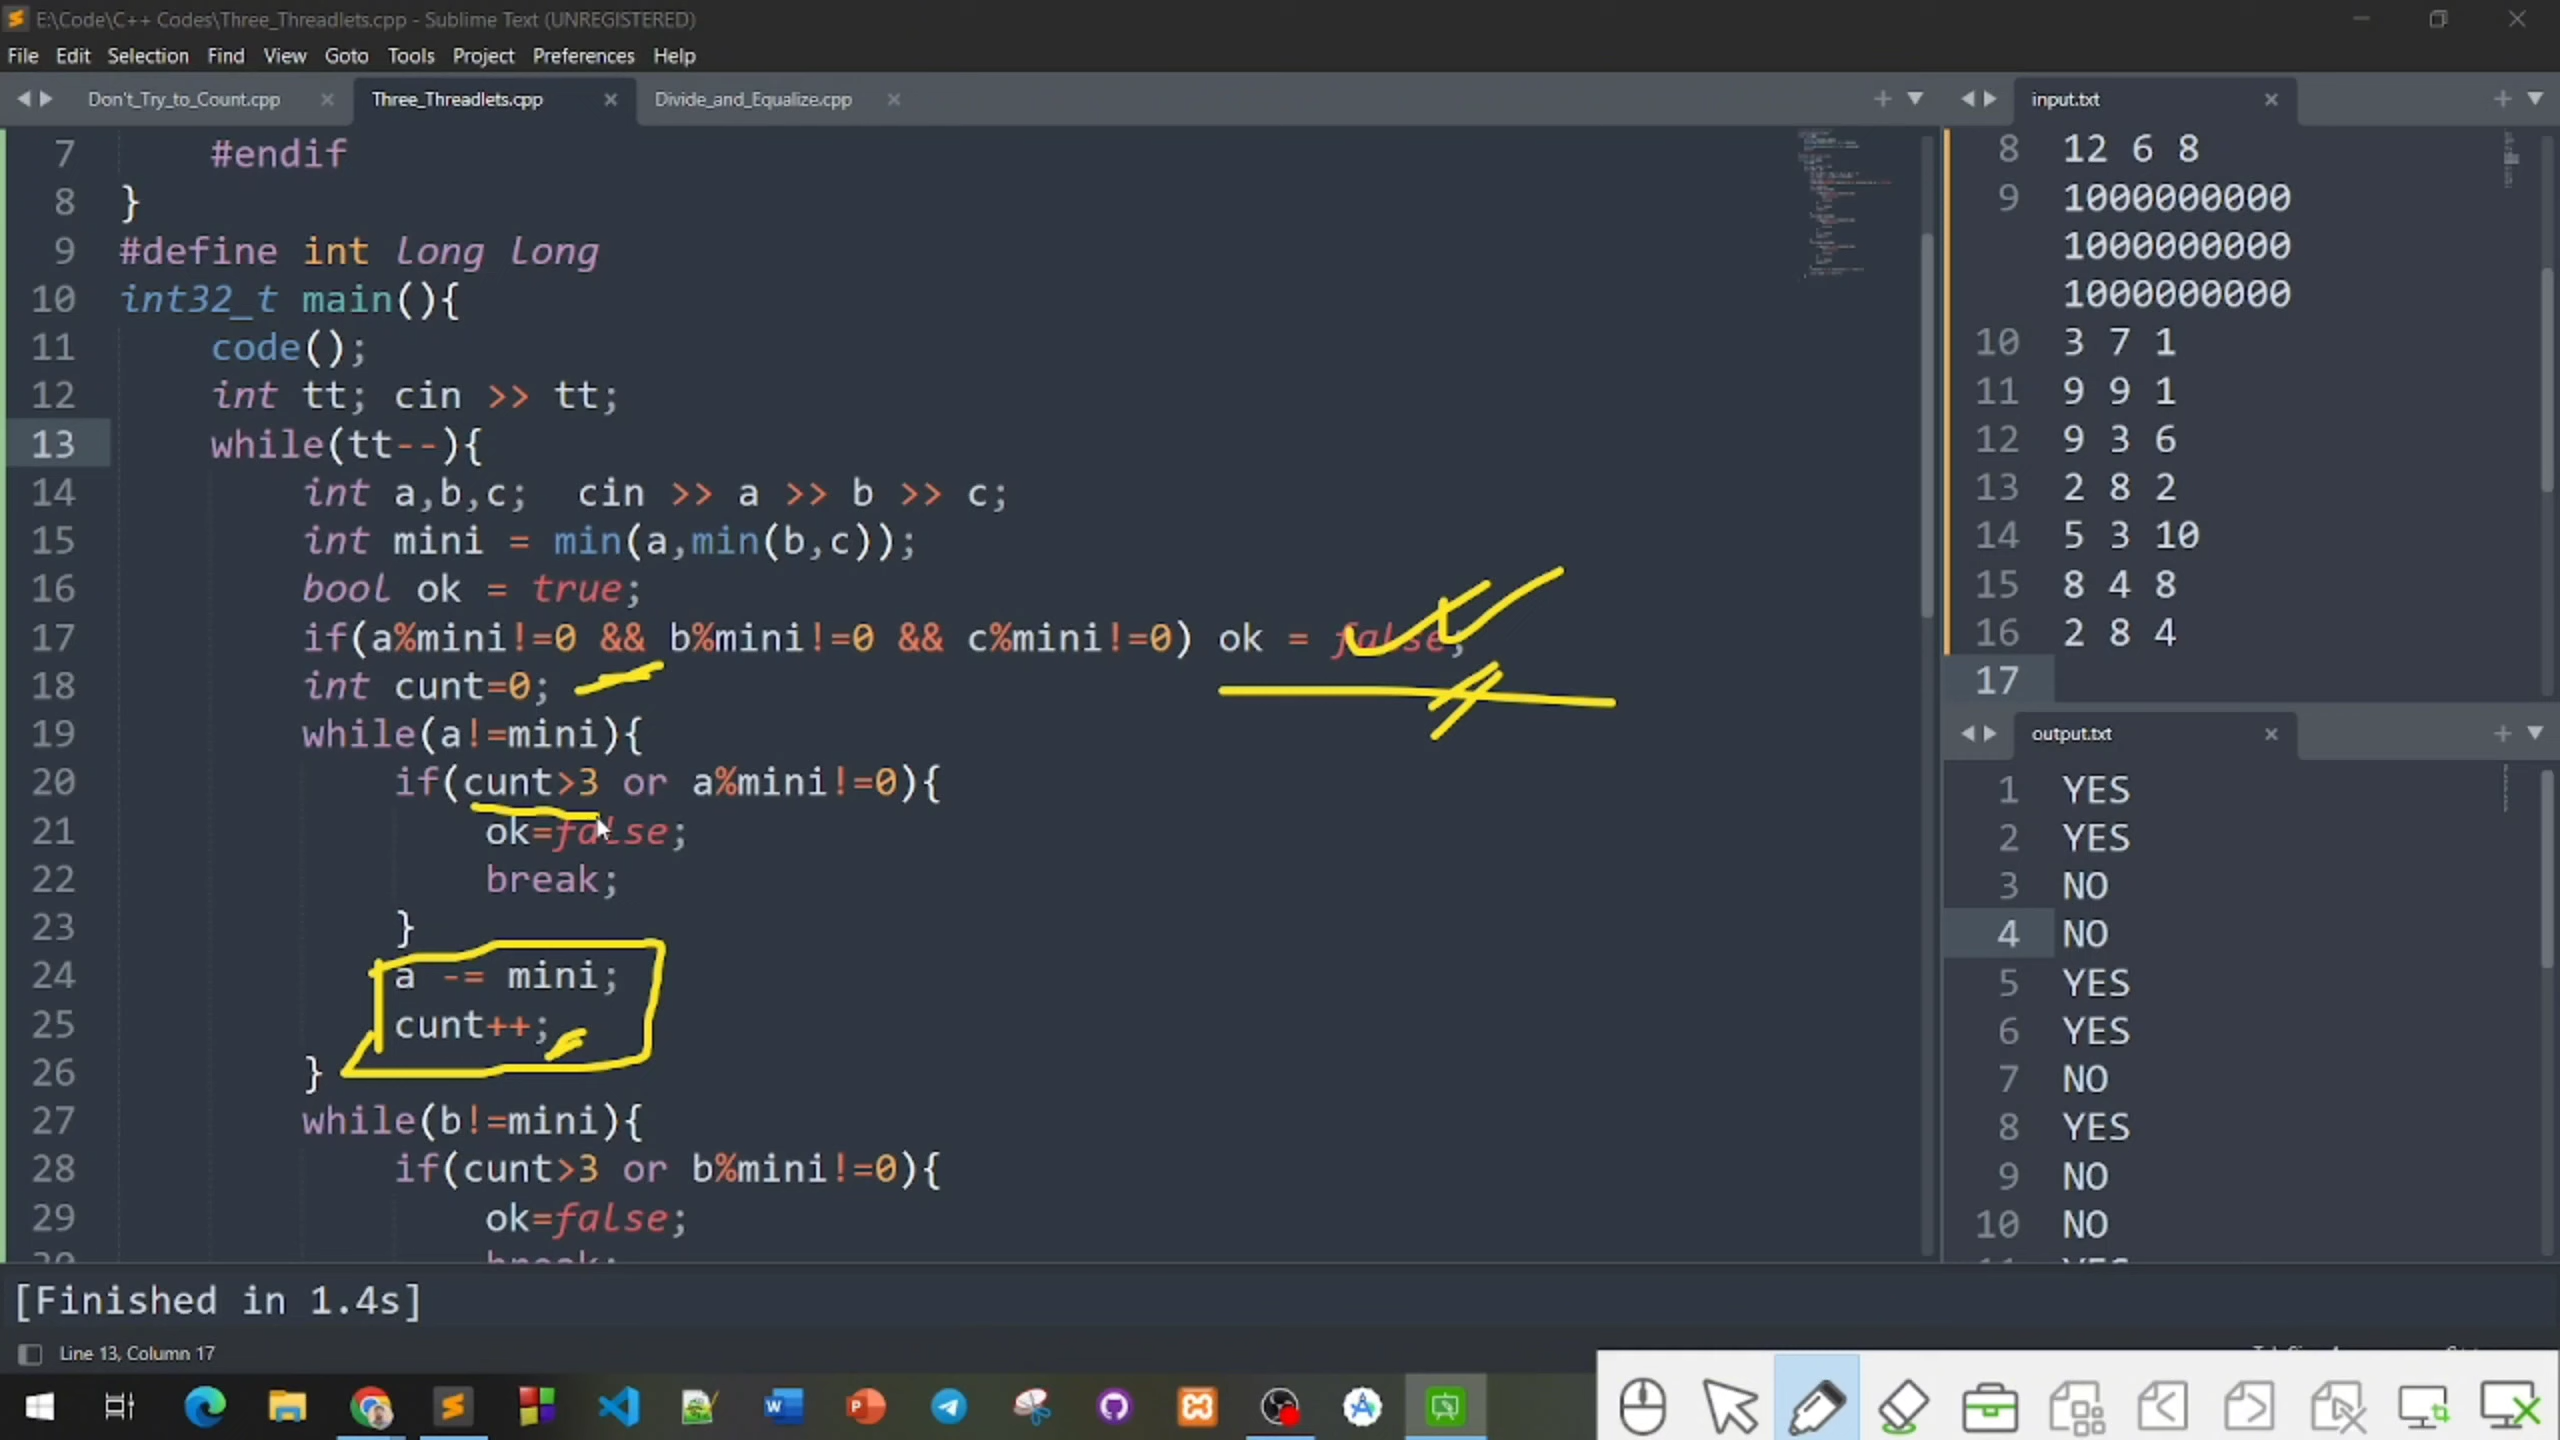 E:\Code\C++ Codes\Three_Threadlets.cpp - Sublime Text (UNREGISTERED)
File Edit Selection Find View Goto Tools Project Preferences Help
Don't_Try_to_Count.cpp Three_Threadlets.cpp Divide_and_Equalize.cpp
7 #endif
8 }
9 #define int long long
10 int32_t main(){
11 code();
12 int tt; cin >> tt;
13 while(tt--){
14 int a,b,c; cin >> a >> b >> c;
15 int mini = min(a,min(b,c));
16 bool ok = true;
17 if(a%mini!=0 && b%mini!=0 && c%mini!=0) ok = false;
18 int cunt=0;
19 while(a!=mini){
20 if(cunt>3 or a%mini!=0){
21 ok=false;
22 break;
23 }
24 a -= mini;
25 cunt++;
26 }
27 while(b!=mini){
28 if(cunt>3 or b%mini!=0){
29 ok=false;
30 break;
input.txt
8 12 6 8
9 1000000000
1000000000
1000000000
10 3 7 1
11 9 9 1
12 9 3 6
13 2 8 2
14 5 3 10
15 8 4 8
16 2 8 4
17
output.txt
1 YES
2 YES
3 NO
4 NO
5 YES
6 YES
7 NO
8 YES
9 NO
10 NO
11 YES
[Finished in 1.4s]
Line 13, Column 17